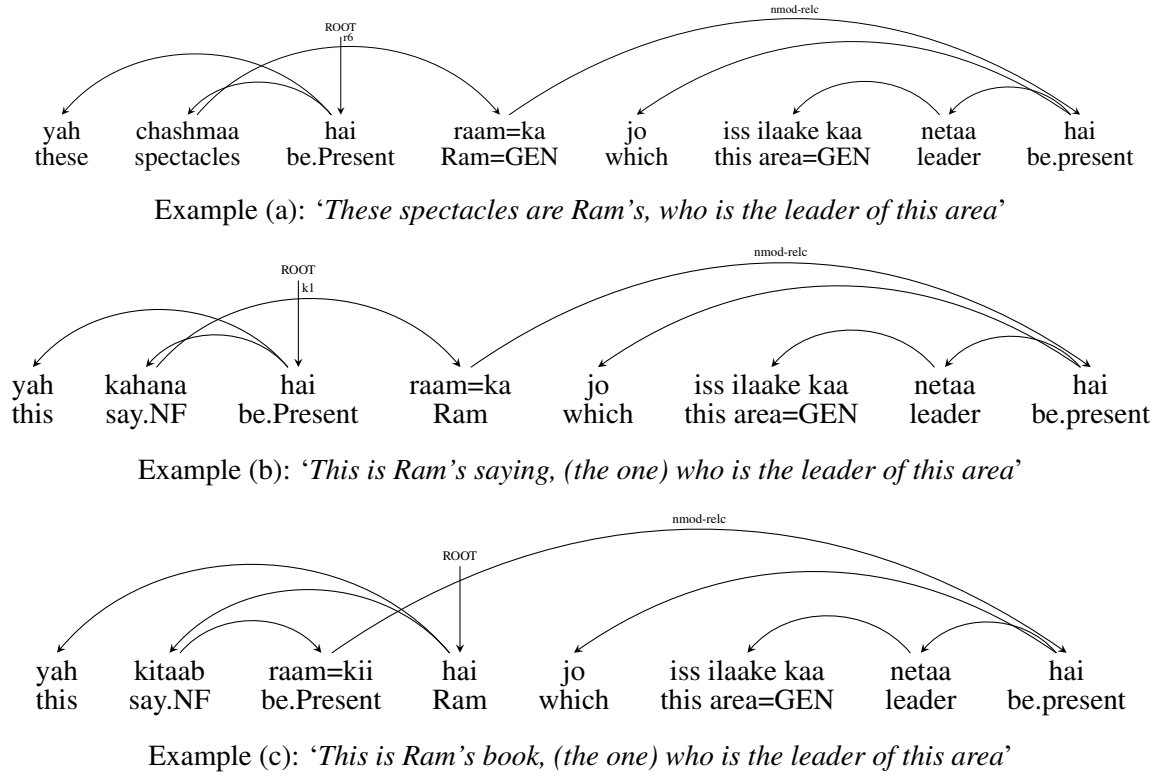 nmod-relc
ROOT
r6
yah chashmaa hai raam=ka jo iss ilaake kaa netaa hai
these spectacles be.Present Ram=GEN which this area=GEN leader be.present
Example (a): ‘These spectacles are Ram's, who is the leader of this area’
nmod-relc
ROOT
k1
yah kahana hai raam=ka jo iss ilaake kaa netaa hai
this say.NF be.Present Ram which this area=GEN leader be.present
Example (b): ‘This is Ram's saying, (the one) who is the leader of this area’
nmod-relc
ROOT
yah kitaab raam=kii hai jo iss ilaake kaa netaa hai
this say.NF be.Present Ram which this area=GEN leader be.present
Example (c): ‘This is Ram's book, (the one) who is the leader of this area’